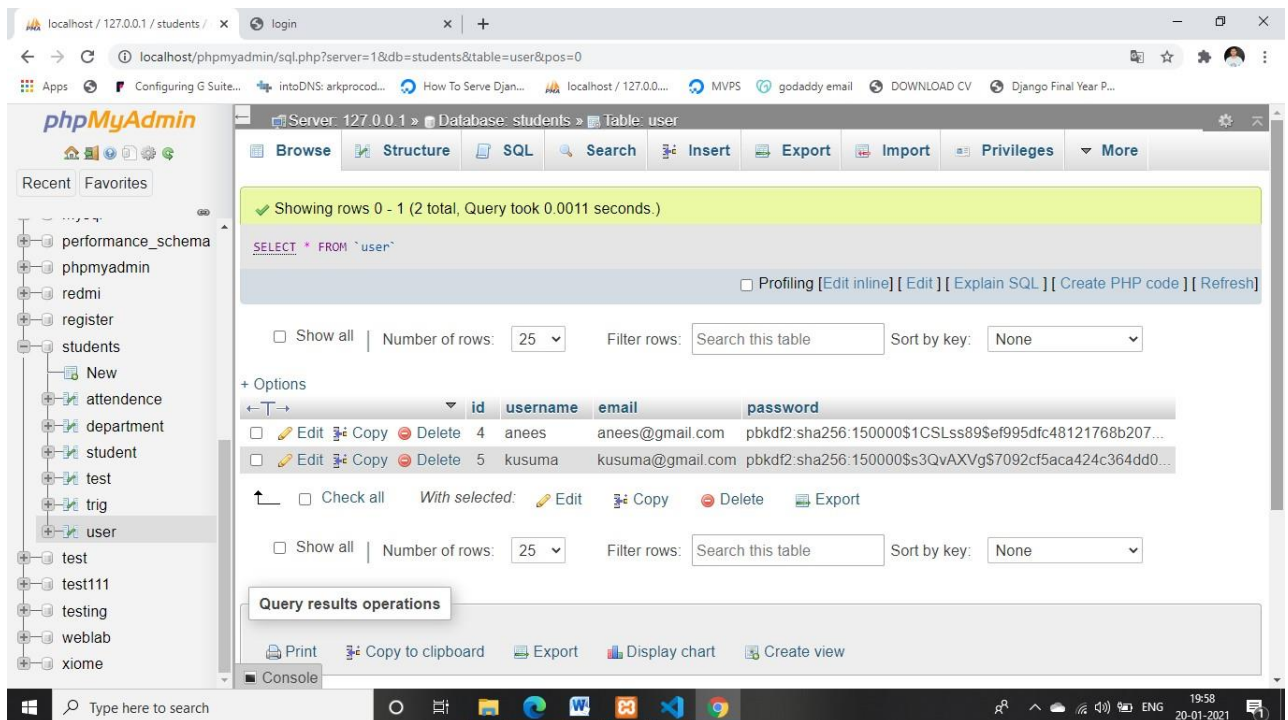 localhost / 127.0.0.1 / students /
login
localhost/phpmyadmin/sql.php?server=1&db=students&table=user&pos=0
Apps Configuring G Suite... intoDNS: arkprocod... How To Serve Djan... localhost / 127.0.0.... MVPS godaddy email DOWNLOAD CV Django Final Year P...
phpMyAdmin
Recent Favorites
performance_schema
phpmyadmin
redmi
register
students
New
attendence
department
student
test
trig
user
test
test111
testing
weblab
xiome
Server: 127.0.0.1 » Database: students » Table: user
Browse Structure SQL Search Insert Export Import Privileges More
Showing rows 0 - 1 (2 total, Query took 0.0011 seconds.)
SELECT * FROM `user`
Profiling [Edit inline] [ Edit ] [ Explain SQL ] [ Create PHP code ] [ Refresh]
Show all | Number of rows: 25 Filter rows: Search this table Sort by key: None
+ Options
←T→ id username email password
Edit Copy Delete 4 anees anees@gmail.com pbkdf2:sha256:150000$1CSLss89$ef995dfc48121768b207...
Edit Copy Delete 5 kusuma kusuma@gmail.com pbkdf2:sha256:150000$s3QvAXVg$7092cf5aca424c364dd0...
Check all With selected: Edit Copy Delete Export
Show all | Number of rows: 25 Filter rows: Search this table Sort by key: None
Query results operations
Print Copy to clipboard Export Display chart Create view
Console
Type here to search
ENG
19:58
20-01-2021